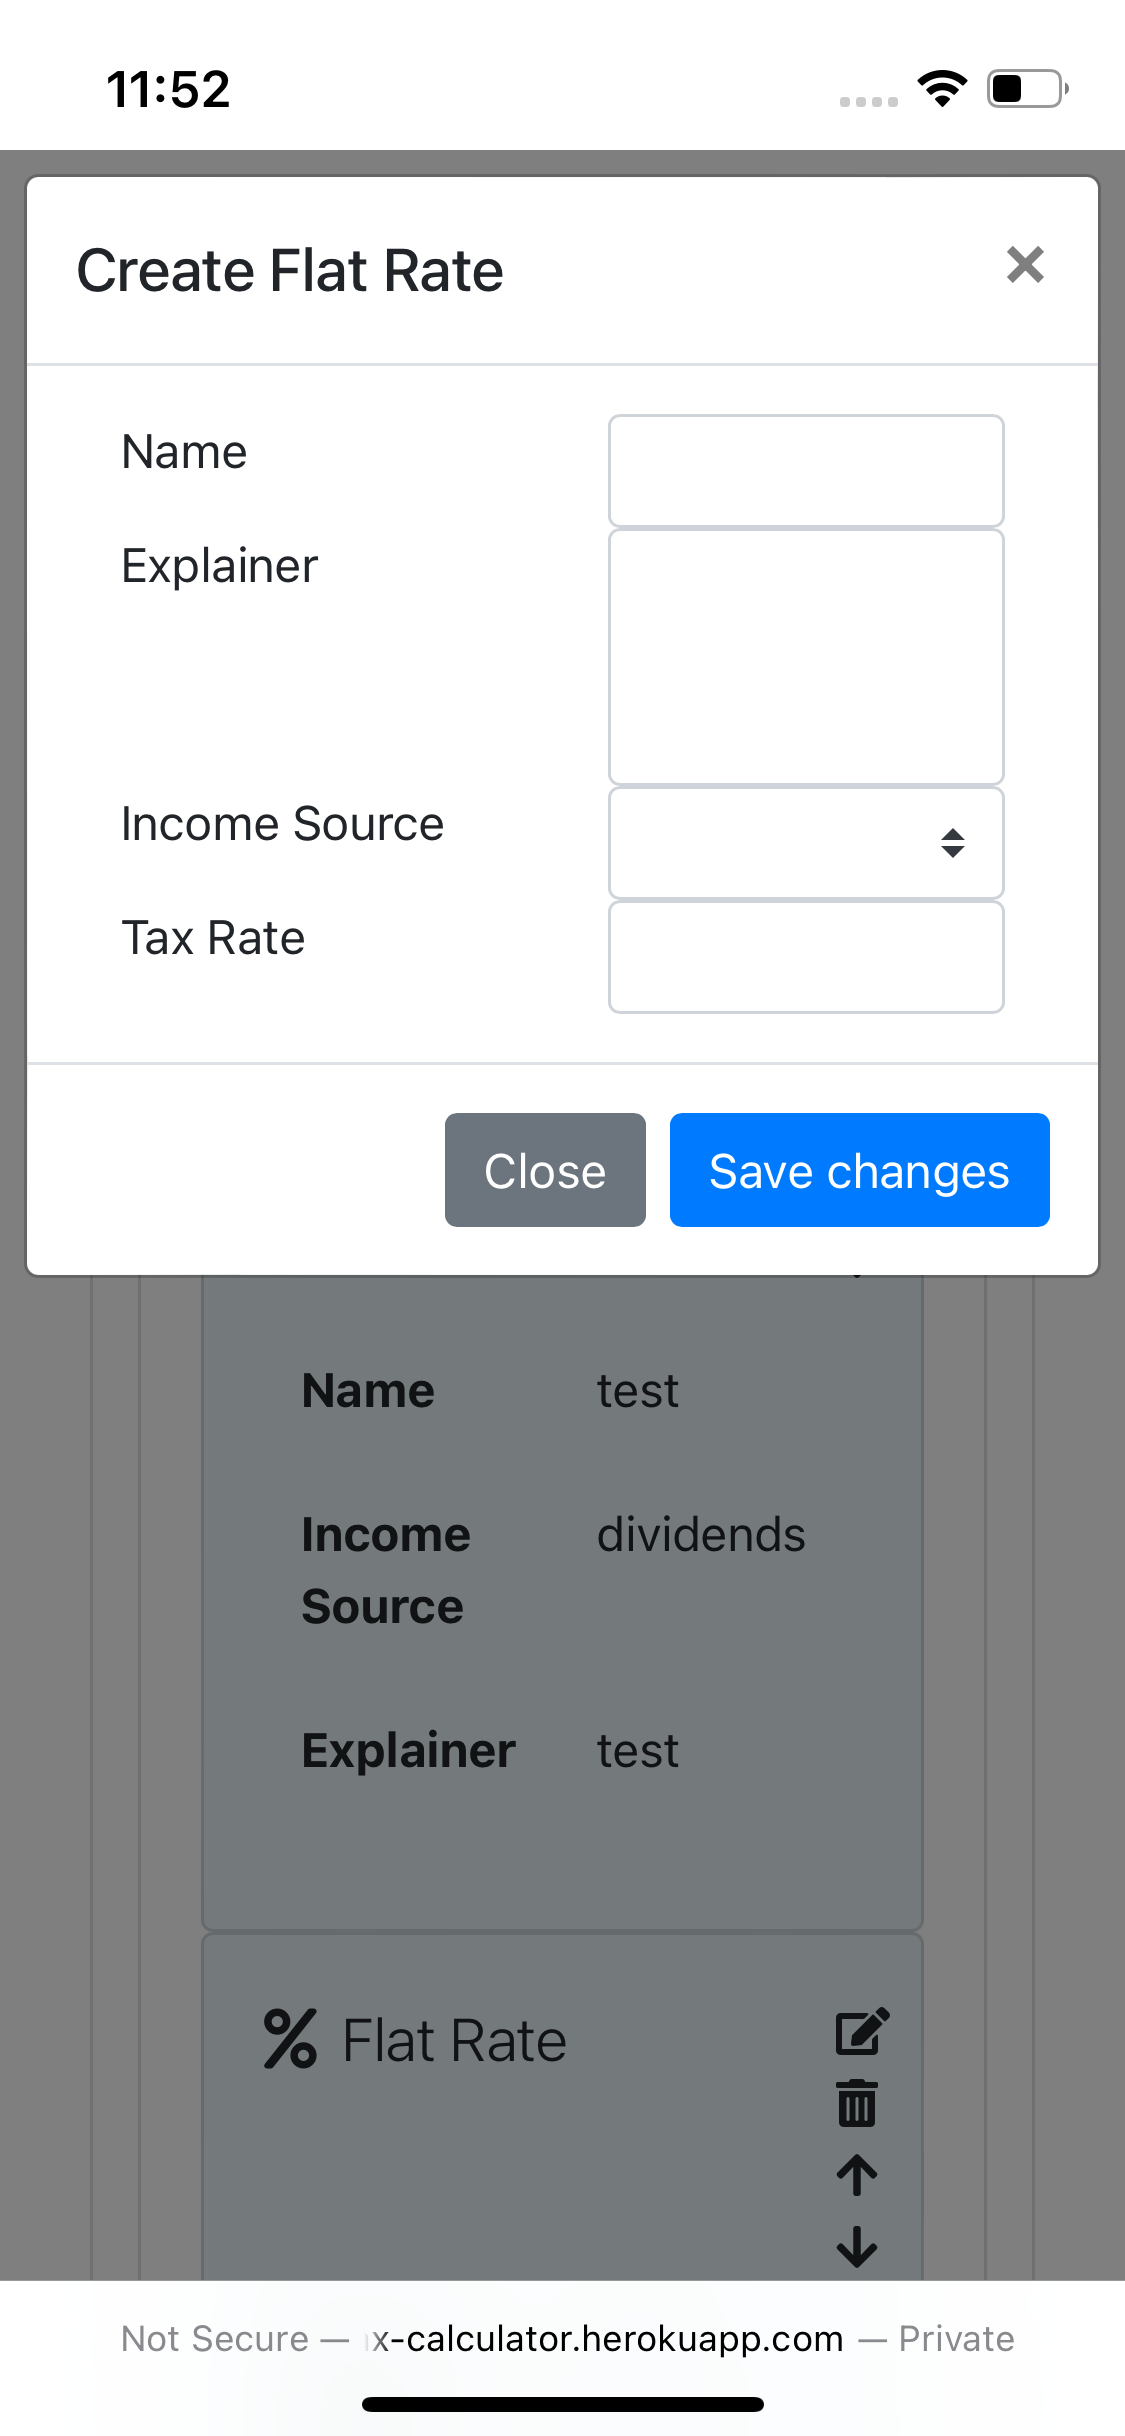 11:52
Create Flat Rate
Name
Explainer
Income Source
Tax Rate
Close Save changes
Name test
Income dividends
Source
Explainer test
Flat Rate
Not Secure — x-calculator.herokuapp.com — Private